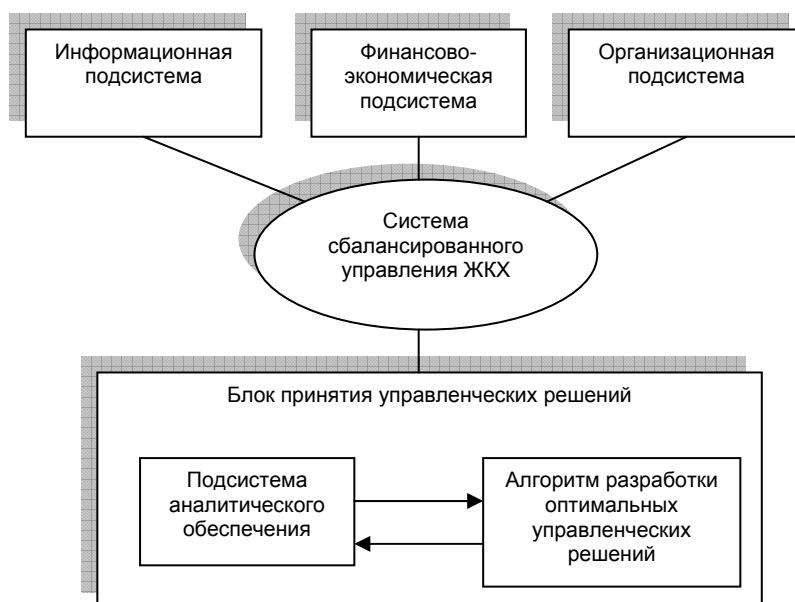 Информационная
подсистема
Финансово-
экономическая
подсистема
Организационная
подсистема
Система
сбалансированного
управления ЖКХ
Блок принятия управленческих решений
Подсистема
аналитического
обеспечения
Алгоритм разработки
оптимальных
управленческих
решений